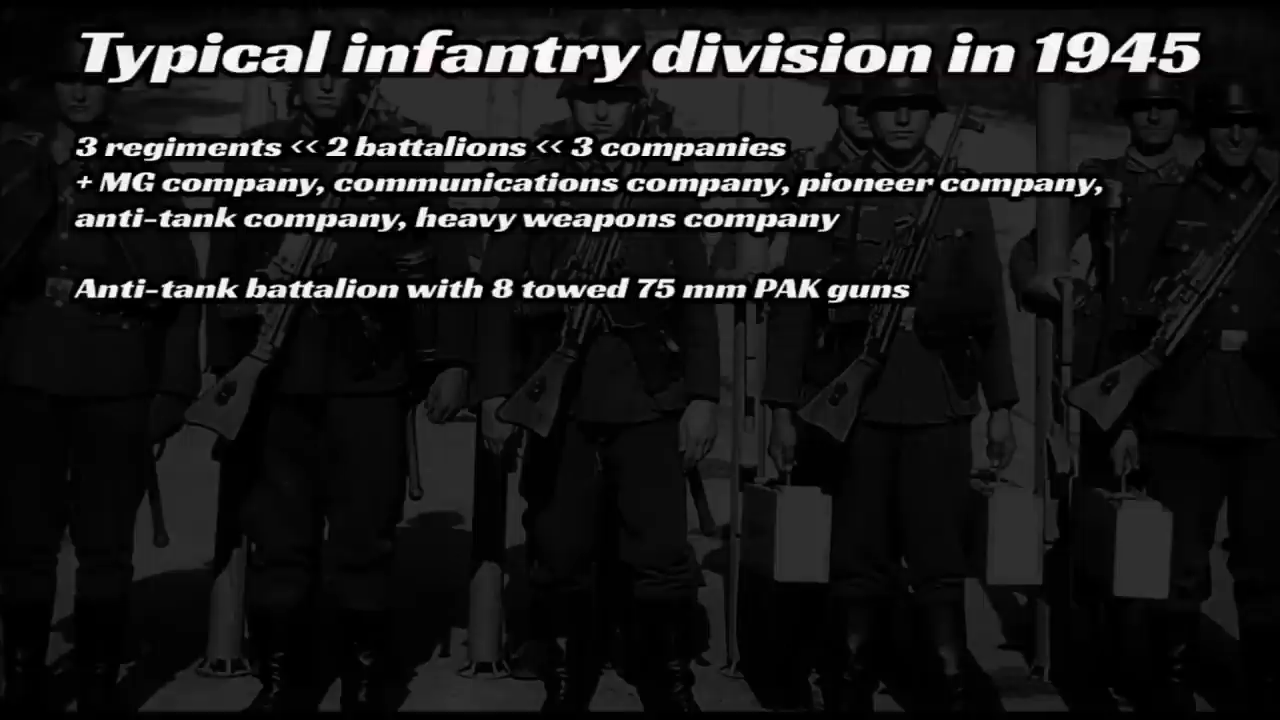 Typical infantry division in 1945
3 regiments << 2 battalions << 3 companies
+ MG company, communications company, pioneer company,
anti-tank company, heavy weapons company
Anti-tank battalion with 8 towed 75 mm PAK guns